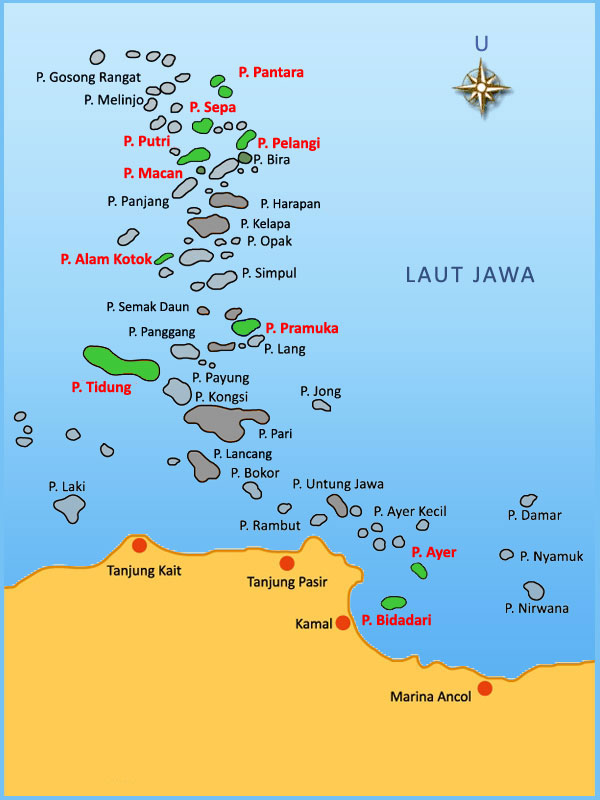 U
P. Gosong Rangat
P. Pantara
P. Melinjo
P. Sepa
P. Putri
P. Pelangi
P. Bira
P. Macan
P. Panjang
P. Harapan
P. Kelapa
P. Opak
P. Alam Kotok
P. Simpul
LAUT JAWA
P. Semak Daun
P. Panggang
P. Pramuka
P. Lang
P. Tidung
P. Payung
P. Kongsi
P. Jong
P. Pari
P. Lancang
P. Bokor
P. Laki
P. Untung Jawa
P. Rambut
P. Ayer Kecil
P. Damar
P. Ayer
P. Nyamuk
Tanjung Kait
Tanjung Pasir
P. Nirwana
Kamal
P. Bidadari
Marina Ancol